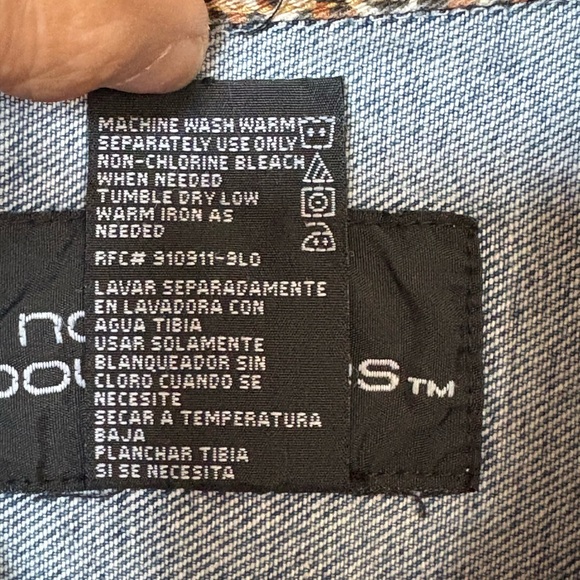 MACHINE WASH WARM
SEPARATELY USE ONLY
NON-CHLORINE BLEACH
WHEN NEEDED
TUMBLE DRY LOW
WARM IRON AS
NEEDED
RFC# 910911-9L0
LAVAR SEPARADAMENTE
EN LAVADORA CON
AGUA TIBIA
USAR SOLAMENTE
BLANQUEADOR SIN
CLORO CUANDO SE
NECESITE
SECAR A TEMPERATURA
BAJA
PLANCHAR TIBIA
SI SE NECESITA